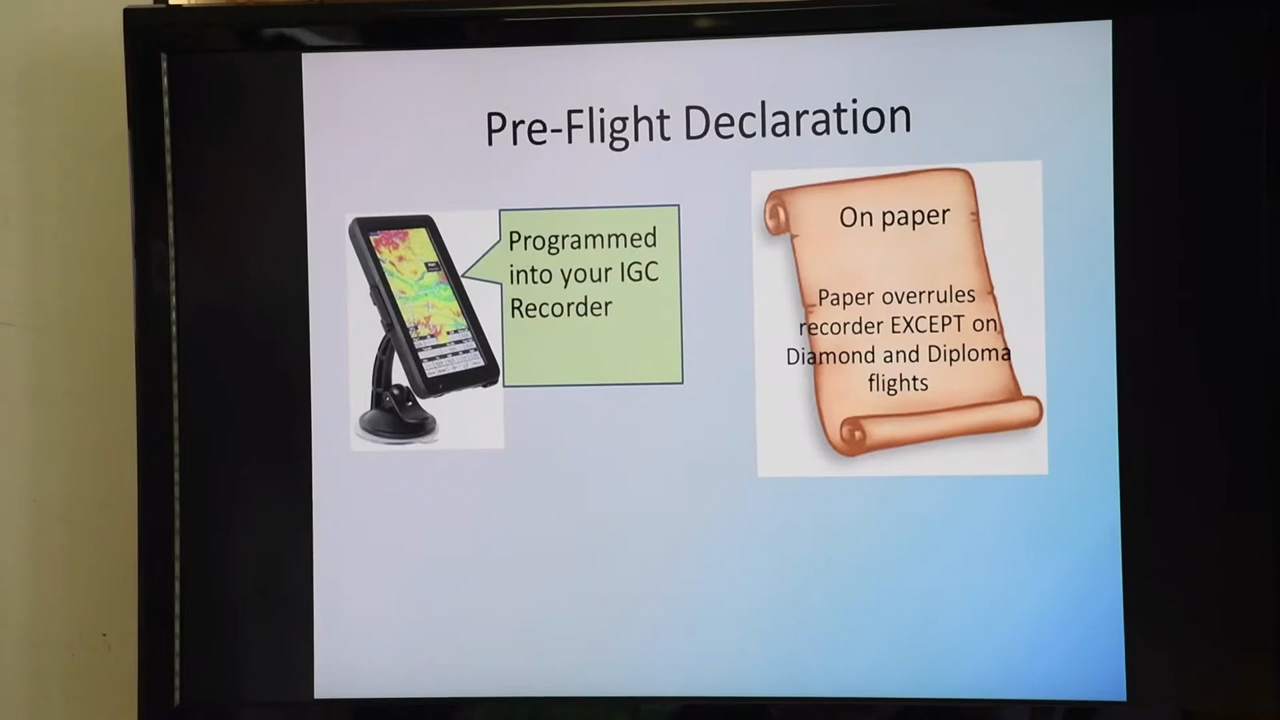 Pre-Flight Declaration
Programmed
into your IGC
Recorder
On paper
Paper overrules
recorder EXCEPT on
Diamond and Diploma
flights